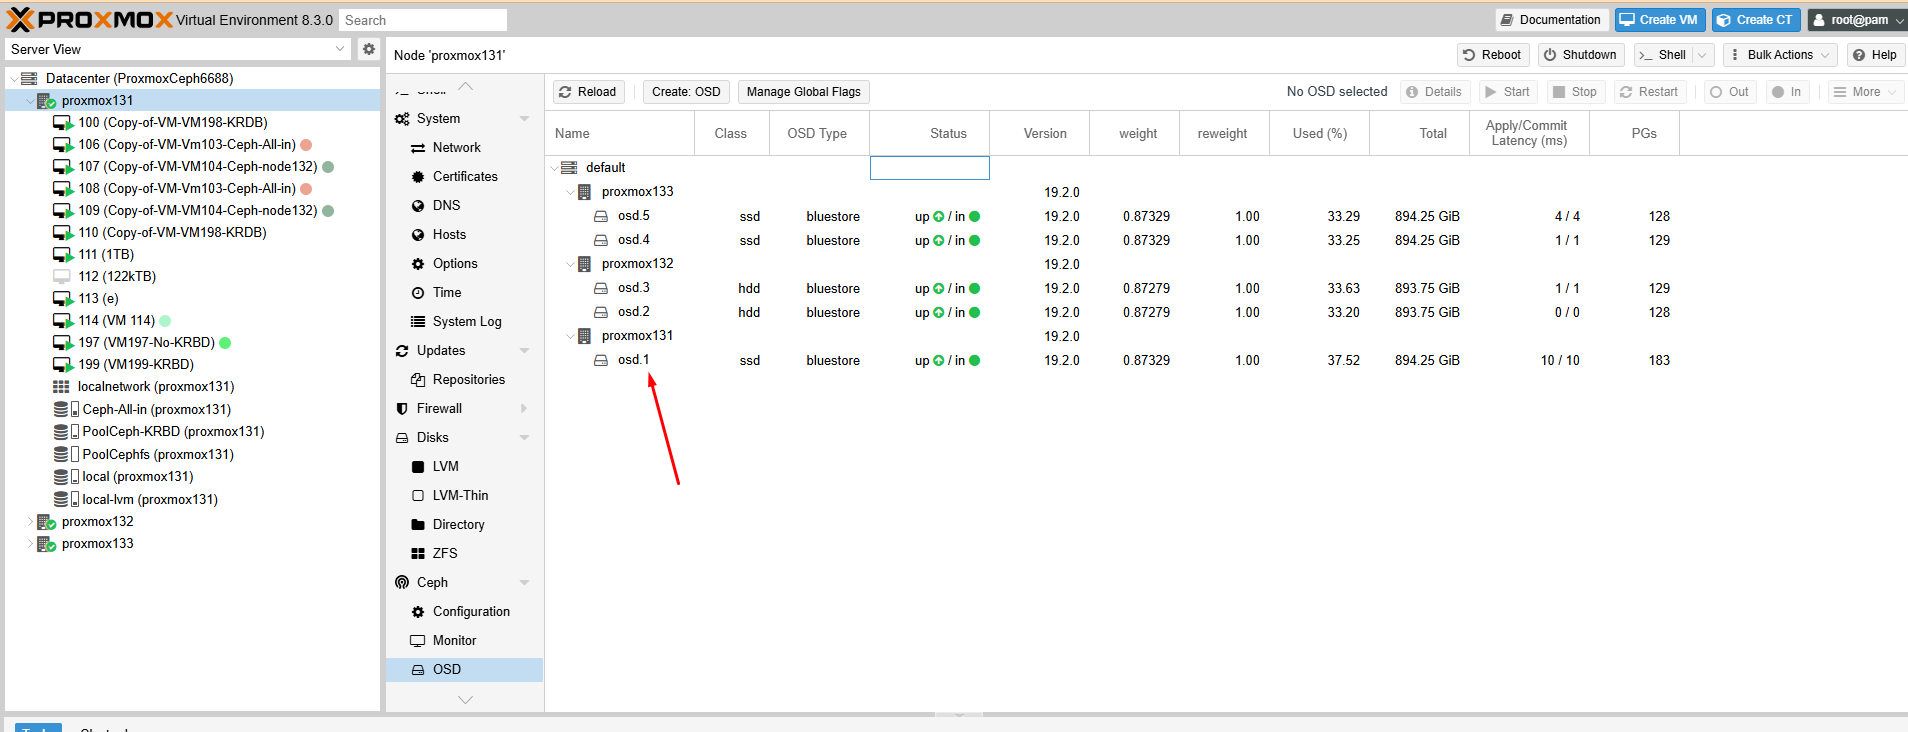 PROXMOX Virtual Environment 8.3.0 Search Documentation Create VM Create CT root@pam
Server View
Node 'proxmox131' Reboot Shutdown >_ Shell Bulk Actions Help
Datacenter (ProxmoxCeph6688)
proxmox131
100 (Copy-of-VM-VM198-KRDB)
106 (Copy-of-VM-Vm103-Ceph-All-in)
107 (Copy-of-VM-VM104-Ceph-node132)
108 (Copy-of-VM-Vm103-Ceph-All-in)
109 (Copy-of-VM-VM104-Ceph-node132)
110 (Copy-of-VM-VM198-KRDB)
111 (1TB)
112 (122kTB)
113 (e)
114 (VM 114)
197 (VM197-No-KRBD)
199 (VM199-KRBD)
localnetwork (proxmox131)
Ceph-All-in (proxmox131)
PoolCeph-KRBD (proxmox131)
PoolCephfs (proxmox131)
local (proxmox131)
local-lvm (proxmox131)
proxmox132
proxmox133
>_ Shell
System
Network
Certificates
DNS
Hosts
Options
Time
System Log
Updates
Repositories
Firewall
Disks
LVM
LVM-Thin
Directory
ZFS
Ceph
Configuration
Monitor
OSD
Reload Create: OSD Manage Global Flags No OSD selected Details Start Stop Restart Out In More
Name Class OSD Type Status Version weight reweight Used (%) Total Apply/Commit Latency (ms) PGs
default
proxmox133 19.2.0
osd.5 ssd bluestore up / in 19.2.0 0.87329 1.00 33.29 894.25 GiB 4 / 4 128
osd.4 ssd bluestore up / in 19.2.0 0.87329 1.00 33.25 894.25 GiB 1 / 1 129
proxmox132 19.2.0
osd.3 hdd bluestore up / in 19.2.0 0.87279 1.00 33.63 893.75 GiB 1 / 1 129
osd.2 hdd bluestore up / in 19.2.0 0.87279 1.00 33.20 893.75 GiB 0 / 0 128
proxmox131 19.2.0
osd.1 ssd bluestore up / in 19.2.0 0.87329 1.00 37.52 894.25 GiB 10 / 10 183